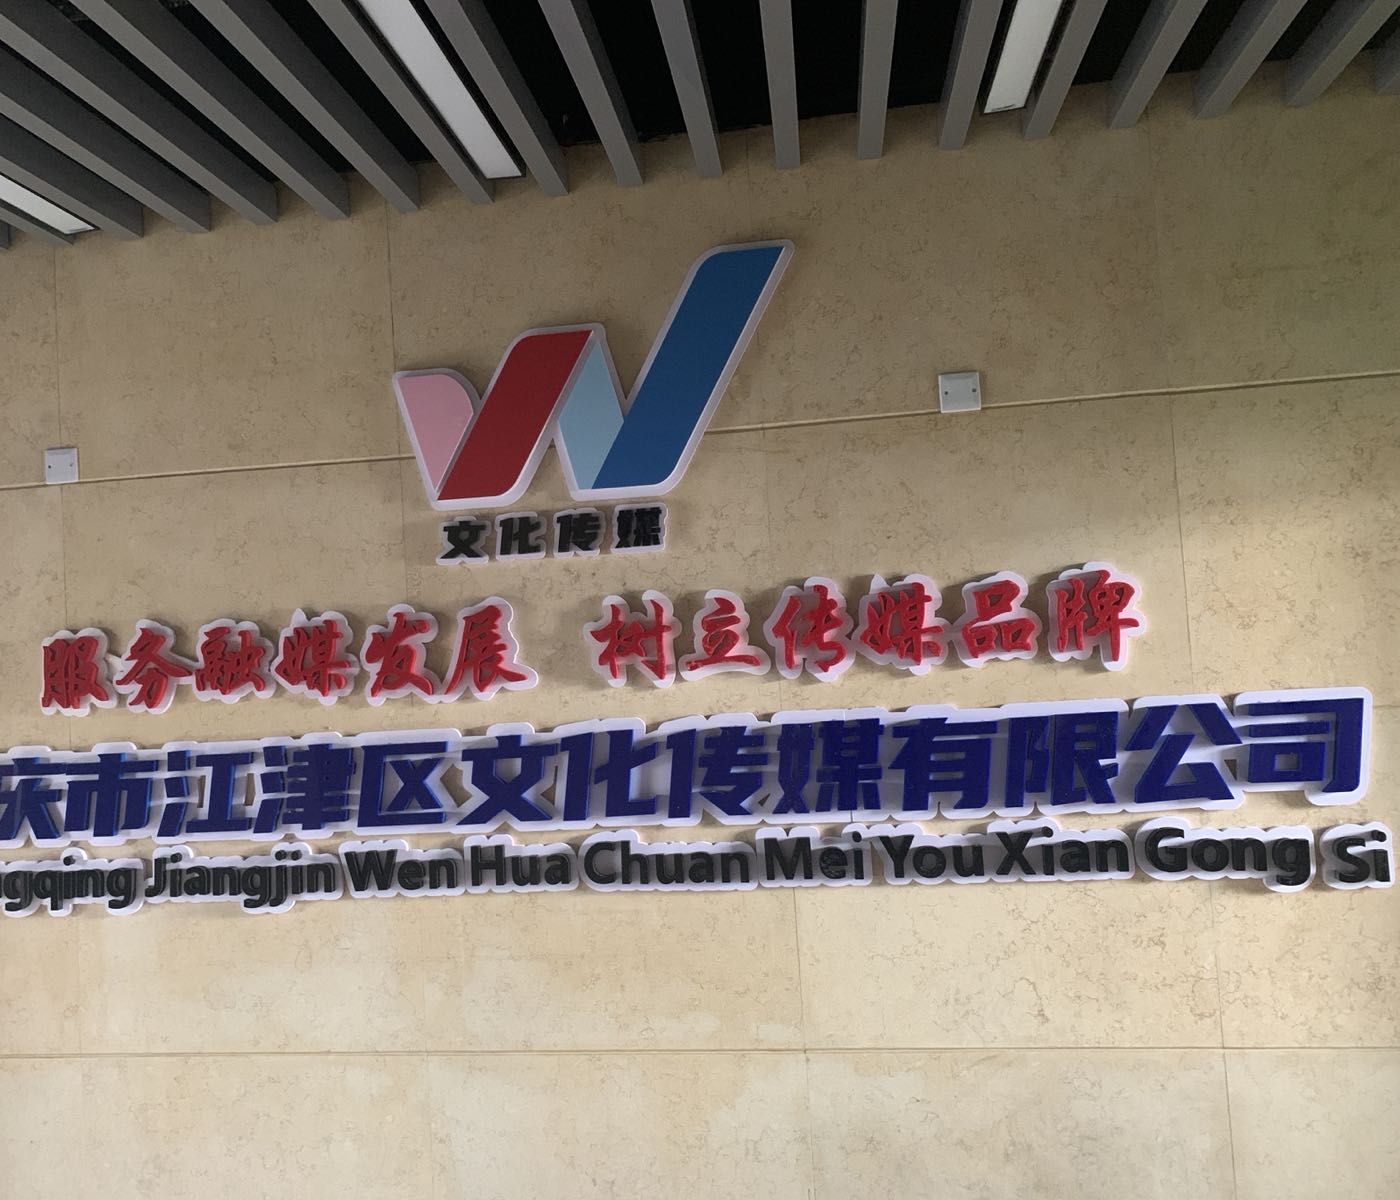 文化传媒
服务融媒发展 树立传媒品牌
庆市江津区文化传媒有限公司
gqing Jiangjin Wen Hua Chuan Mei You Xian Gong Si